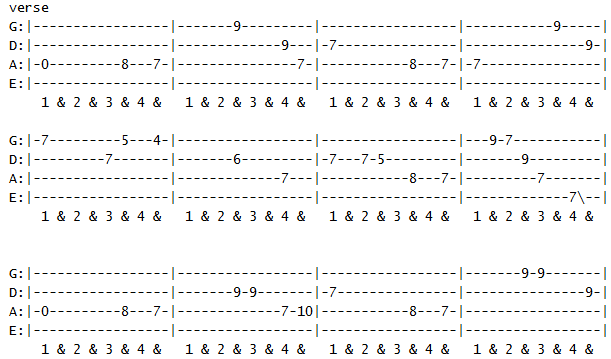 verse
G:|-----------------|-------9---------|-----------------|-----------9-----|
D:|-----------------|-------------9---|-7---------------|---------------9-|
A:|-0---------8---7-|---------------7-|-----------8---7-|-7---------------|
E:|-----------------|-----------------|-----------------|-----------------|
    1 & 2 & 3 & 4 &   1 & 2 & 3 & 4 &   1 & 2 & 3 & 4 &   1 & 2 & 3 & 4 &
G:|-7---------5---4-|-----------------|-----------------|---9-7-----------|
D:|---------7-------|-------6---------|-7---7-5---------|-------9---------|
A:|-----------------|-------------7---|-----------8---7-|---------7-------|
E:|-----------------|-----------------|-----------------|-------------7\--|
    1 & 2 & 3 & 4 &   1 & 2 & 3 & 4 &   1 & 2 & 3 & 4 &   1 & 2 & 3 & 4 &
G:|-----------------|-----------------|-----------------|-------9-9-------|
D:|-----------------|-------9-9-------|-7---------------|---------------9-|
A:|-0---------8---7-|-------------7-10|-----------8---7-|-----------------|
E:|-----------------|-----------------|-----------------|-----------------|
    1 & 2 & 3 & 4 &   1 & 2 & 3 & 4 &   1 & 2 & 3 & 4 &   1 & 2 & 3 & 4 &